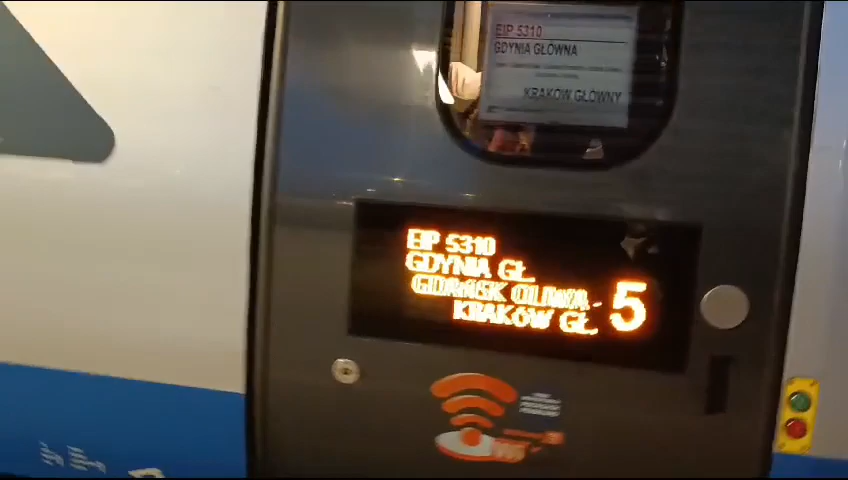 EIP 5310
GDYNIA GŁÓWNA
KRAKÓW GŁÓWNY
EIP 5310
GDYNIA GŁ.
GDAŃSK OLIWA -
KRAKÓW GŁ.
5